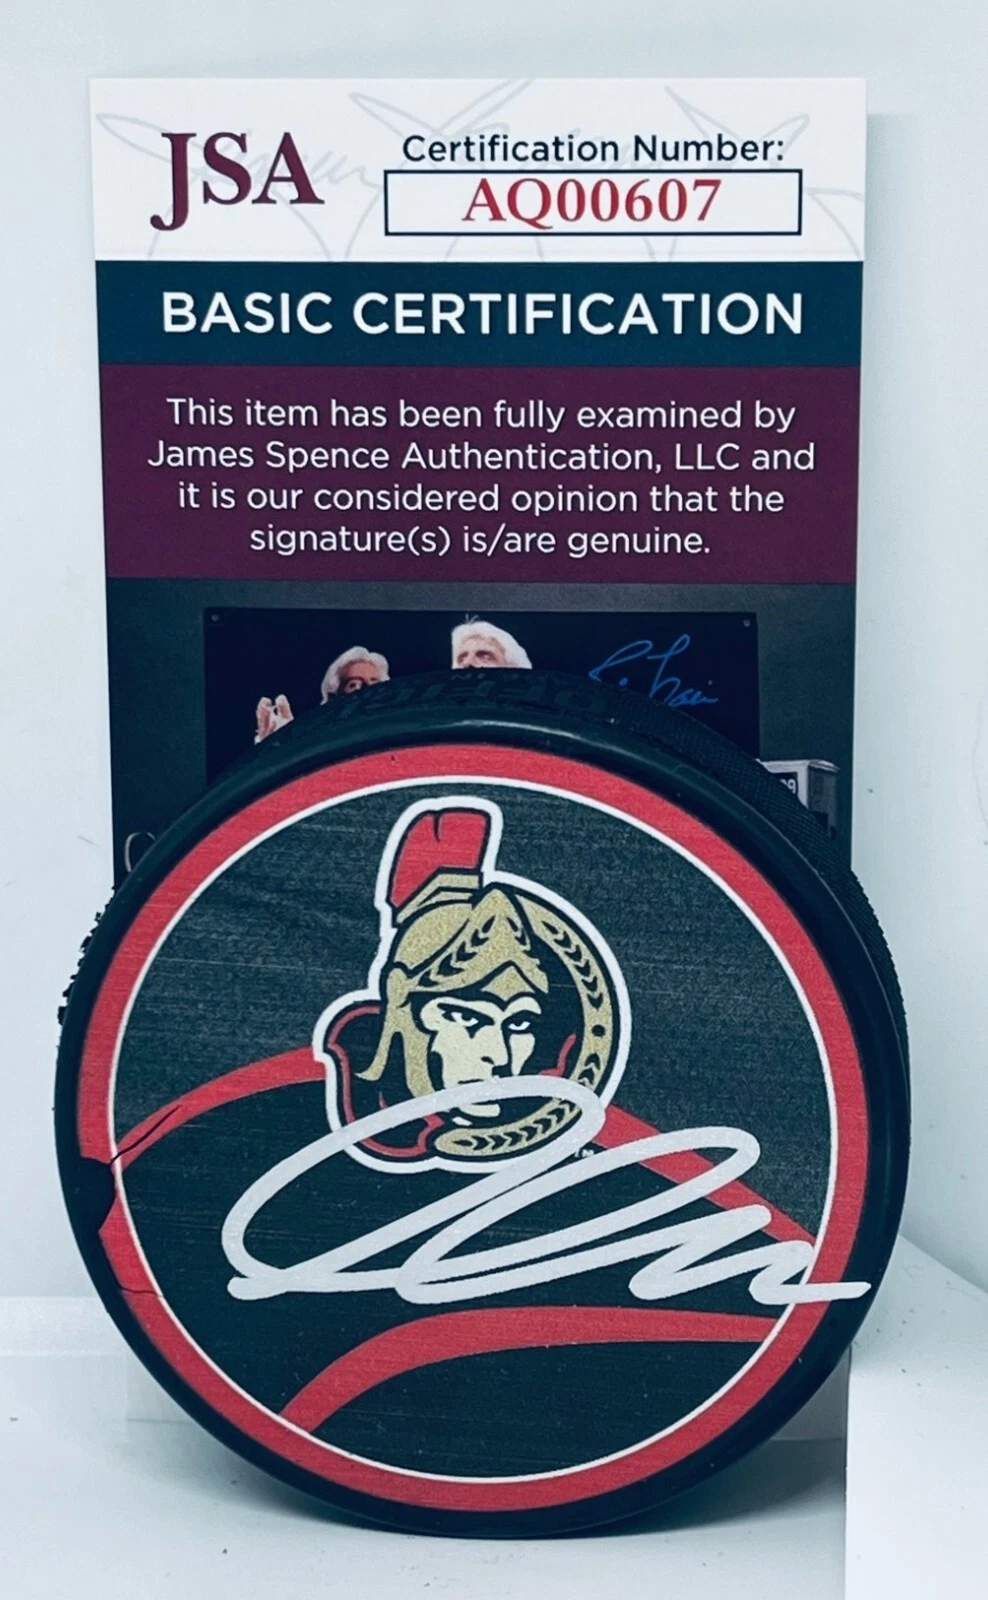 JSA
Certification Number:
AQ00607
BASIC CERTIFICATION
This item has been fully examined by
James Spence Authentication, LLC and
it is our considered opinion that the
signature(s) is/are genuine.
TM